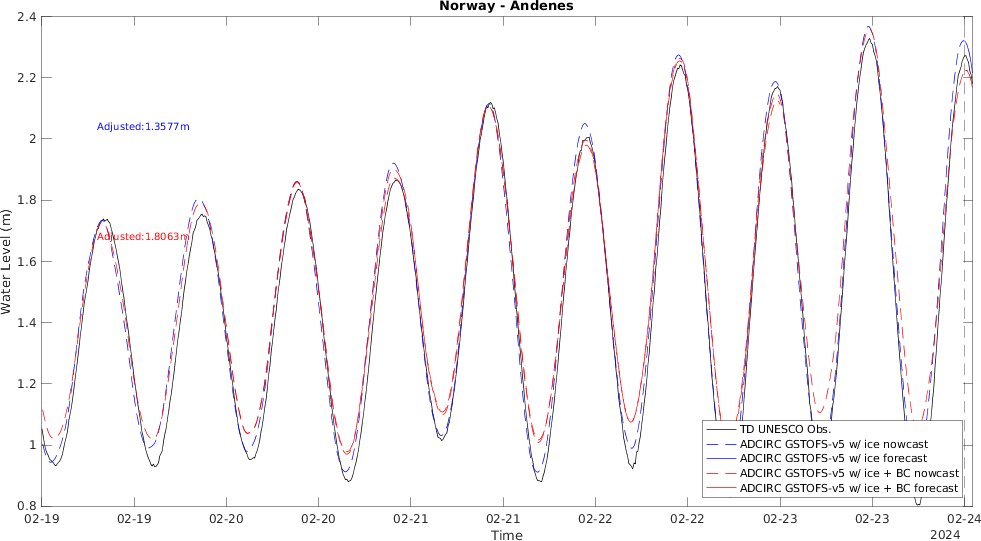 Norway - Andenes
2.4
2.2
2
1.8
1.6
1.4
1.2
1
0.8
Water Level (m)
Adjusted:1.3577m
Adjusted:1.8063m
TD UNESCO Obs.
ADCIRC GSTOFS-v5 w/ ice nowcast
ADCIRC GSTOFS-v5 w/ ice forecast
ADCIRC GSTOFS-v5 w/ ice + BC nowcast
ADCIRC GSTOFS-v5 w/ ice + BC forecast
02-19 02-19 02-20 02-20 02-21 02-21 02-22 02-22 02-23 02-23 02-24
Time
2024